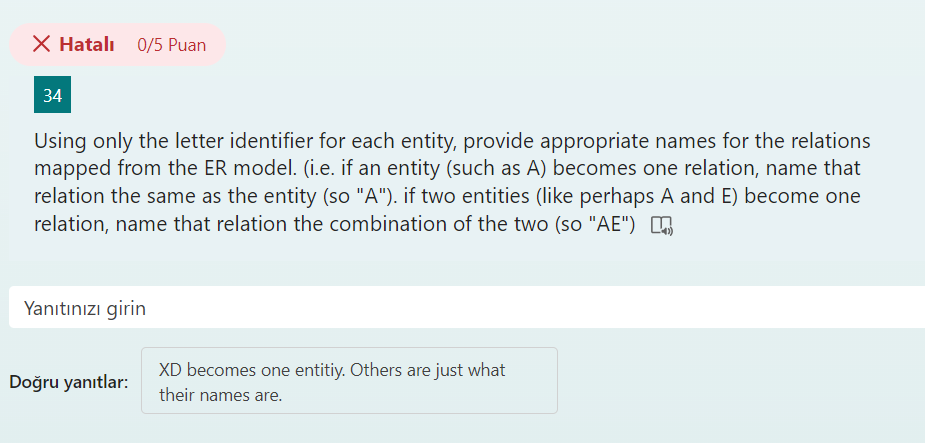 Hatalı 0/5 Puan
34
Using only the letter identifier for each entity, provide appropriate names for the relations
mapped from the ER model. (i.e. if an entity (such as A) becomes one relation, name that
relation the same as the entity (so "A"). if two entities (like perhaps A and E) become one
relation, name that relation the combination of the two (so "AE")
Yanıtınızı girin
Doğru yanıtlar:
XD becomes one entitiy. Others are just what
their names are.